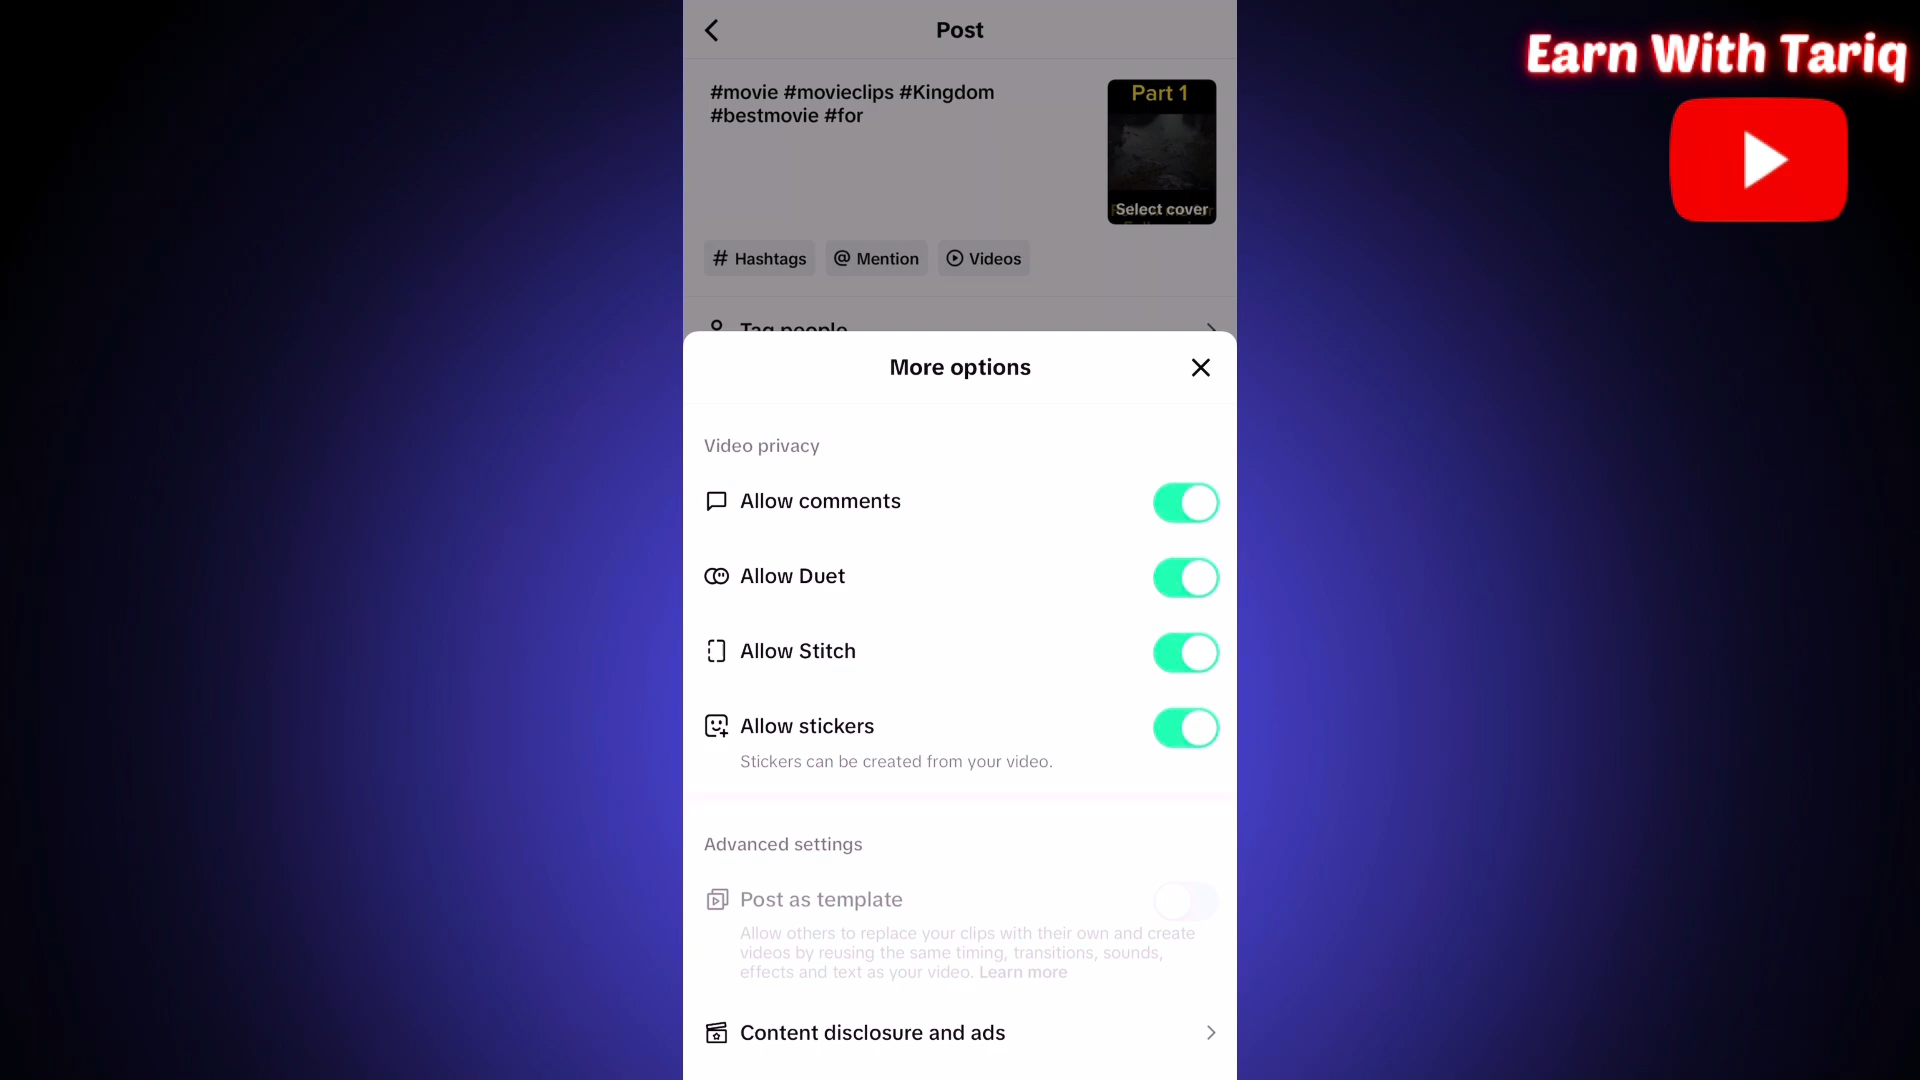 Post
Earn With Tariq
#movie #movieclips #Kingdom
#bestmovie #for
Part 1
Select cover
# Hashtags
@ Mention
Videos
Tag people
More options
Video privacy
Allow comments
Allow Duet
Allow Stitch
Allow stickers
Stickers can be created from your video.
Advanced settings
Post as template
Allow others to replace your clips with their own and create
videos by reusing the same timing, transitions, sounds,
effects and text as your video. Learn more
Content disclosure and ads